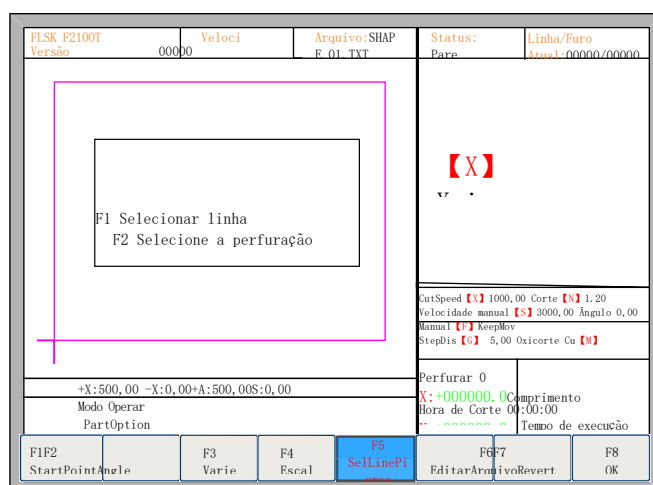 FLSK F2100T
Versão 00000
Veloci
Arquivo:SHAP
E 01.TXT
Status:
Pare
Linha/Furo
Atual:00000/00000
F1 Selecionar linha
F2 Selecione a perfuração
【X】
CutSpeed【X】1000,00 Corte【N】1.20
Velocidade manual【S】3000,00 Ângulo 0,00
Manual【F】KeepMov
StepDis【G】 5,00 Oxicorte Cu【M】
Perfurar 0
X:+000000.0Comprimento
Hora de Corte 00:00:00
Tempo de execução
+X:500,00 -X:0,00+A:500,00S:0,00
Modo Operar
PartOption
F1F2
StartPointAngle
F3
Varie
F4
Escal
F5
SelLinePi
erce
F6F7
EditarArquivoRevert
F8
OK